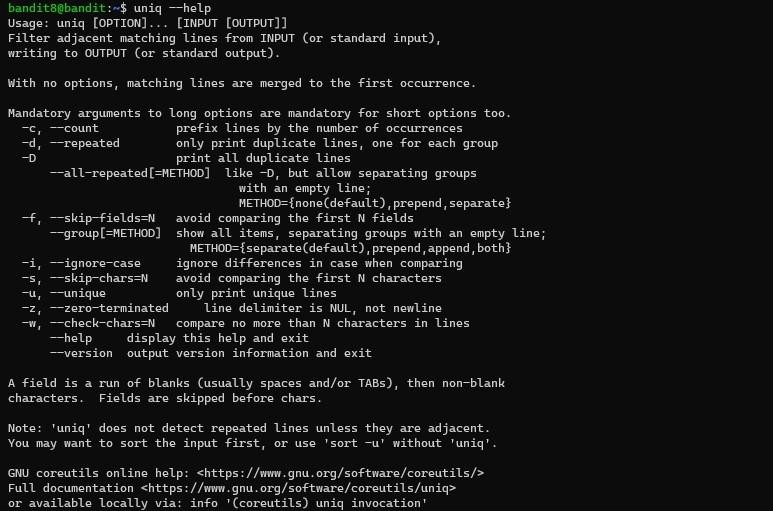 bandit8@bandit:~$ uniq --help
Usage: uniq [OPTION]... [INPUT [OUTPUT]]
Filter adjacent matching lines from INPUT (or standard input),
writing to OUTPUT (or standard output).

With no options, matching lines are merged to the first occurrence.

Mandatory arguments to long options are mandatory for short options too.
  -c, --count           prefix lines by the number of occurrences
  -d, --repeated        only print duplicate lines, one for each group
  -D                    print all duplicate lines
      --all-repeated[=METHOD]  like -D, but allow separating groups
                                 with an empty line;
                                 METHOD={none(default),prepend,separate}
  -f, --skip-fields=N   avoid comparing the first N fields
      --group[=METHOD]  show all items, separating groups with an empty line;
                          METHOD={separate(default),prepend,append,both}
  -i, --ignore-case     ignore differences in case when comparing
  -s, --skip-chars=N    avoid comparing the first N characters
  -u, --unique          only print unique lines
  -z, --zero-terminated     line delimiter is NUL, not newline
  -w, --check-chars=N   compare no more than N characters in lines
      --help     display this help and exit
      --version  output version information and exit

A field is a run of blanks (usually spaces and/or TABs), then non-blank
characters.  Fields are skipped before chars.

Note: 'uniq' does not detect repeated lines unless they are adjacent.
You may want to sort the input first, or use 'sort -u' without 'uniq'.

GNU coreutils online help: <https://www.gnu.org/software/coreutils/>
Full documentation <https://www.gnu.org/software/coreutils/uniq>
or available locally via: info '(coreutils) uniq invocation'